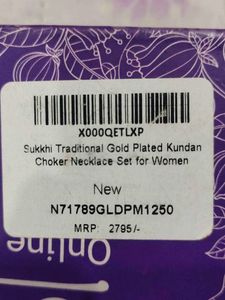 X000QETLXP
Sukkhi Traditional Gold Plated Kundan
Choker Necklace Set for Women
New
N71789GLDPM1250
MRP: 2795/-
Online